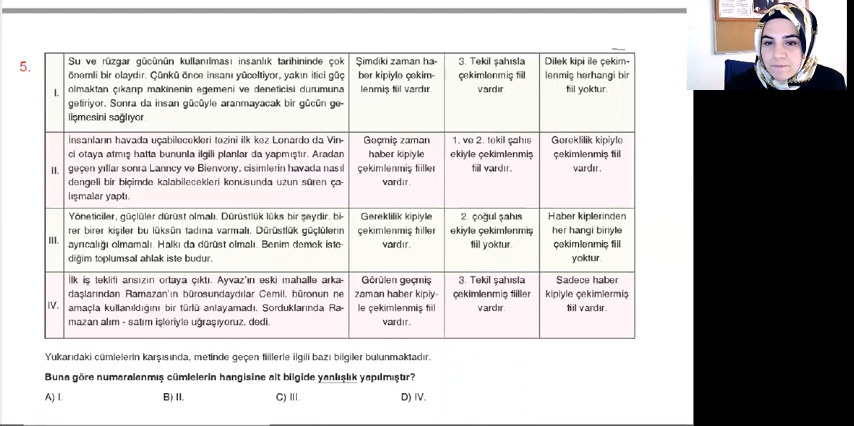 5.
I.
Su ve rüzgar gücünün kullanılması insanlık tarihininde çok
önemli bir olaydır. Çünkü önce insanı yüceltiyor, yakın itici güç
olmaktan çıkarıp makinenin egemeni ve deneticisi durumuna
getiriyor. Sonra da insan gücüyle aranmayacak bir gücün ge-
lişmesini sağlıyor.
Şimdiki zaman ha-
ber kipiyle çekim-
lenmiş fiil vardır.
3. Tekil şahısla
çekimlenmiş fiil
vardır.
Dilek kipi ile çekim-
lenmiş herhangi bir
fiil yoktur.
II.
İnsanların havada uçabilecekleri tezini ilk kez Lonardo da Vin-
ci otaya atmış hatta bununla ilgili planlar da yapmıştır. Aradan
geçen yıllar sonra Lanncy ve Bienvony, cisimlerin havada nasıl
dengeli bir biçimde kalabilecekleri konusunda uzun süren ça-
lışmalar yaptı.
Geçmiş zaman
haber kipiyle
çekimlenmiş fiiller
vardır.
1. ve 2. tekil şahıs
ekiyle çekimlenmiş
fiil vardır.
Gereklilik kipiyle
çekimlenmiş fiil
vardır.
III.
Yöneticiler, güçlüler dürüst olmalı. Dürüstlük lüks bir şeydir. bi-
rer birer kişiler bu lüksün tadına varmalı. Dürüstlük güçlülerin
ayrıcalığı olmamalı. Halkı da dürüst olmalı. Benim demek iste-
diğim toplumsal ahlak iste budur.
Gereklilik kipiyle
çekimlenmiş fiiller
vardır.
2. çoğul şahıs
ekiyle çekimlenmiş
fiil yoktur.
Haber kiplerinden
her hangi biriyle
çekimlenmiş fiil
yoktur.
IV.
İlk iş teklifi ansızın ortaya çıktı. Ayvaz'ın eski mahalle arka-
daşlarından Ramazan'ın bürosundaydılar Cemil, büronun ne
amaçla kullanıldığını bir türlü anlayamadı. Sorduklarında Ra-
mazan alım - satım işleriyle uğraşıyoruz, dedi.
Görülen geçmiş
zaman haber kipiy-
le çekimlenmiş fiil
vardır.
3. Tekil şahısla
çekimlenmiş fiiller
vardır.
Sadece haber
kipiyle çekimlermiş
fiil vardır.
Yukarıdaki cümlelerin karşısında, metinde geçen fiillerle ilgili bazı bilgiler bulunmaktadır.
Buna göre numaralanmış cümlelerin hangisine ait bilgide yanlışlık yapılmıştır?
A) I. B) II. C) III. D) IV.